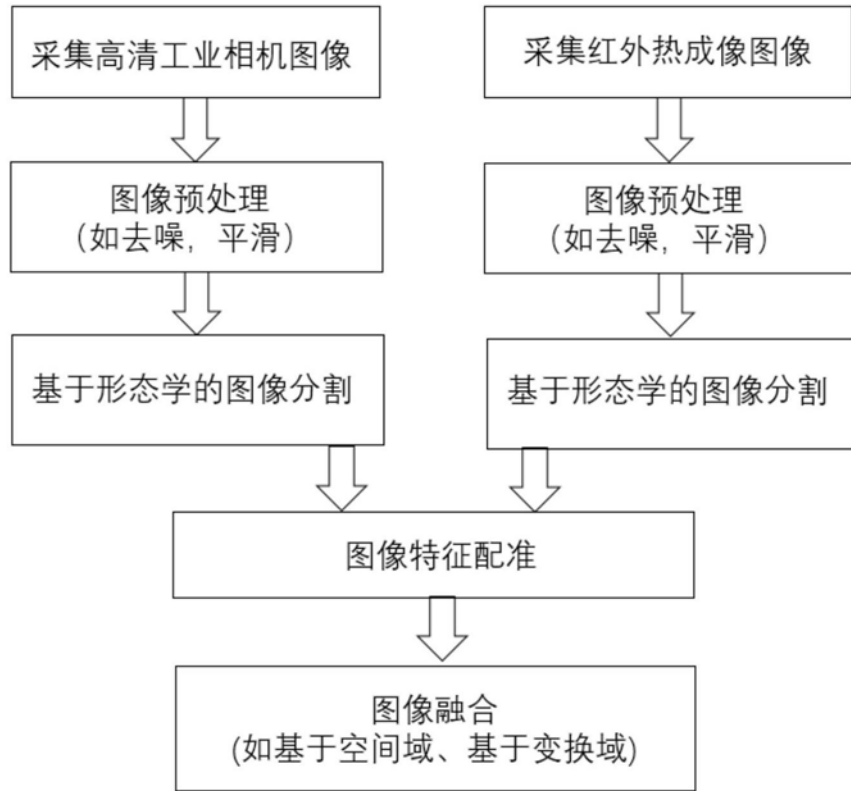 采集高清工业相机图像
采集红外热成像图像
图像预处理
（如去噪，平滑）
图像预处理
（如去噪，平滑）
基于形态学的图像分割
基于形态学的图像分割
图像特征配准
图像融合
(如基于空间域、基于变换域)